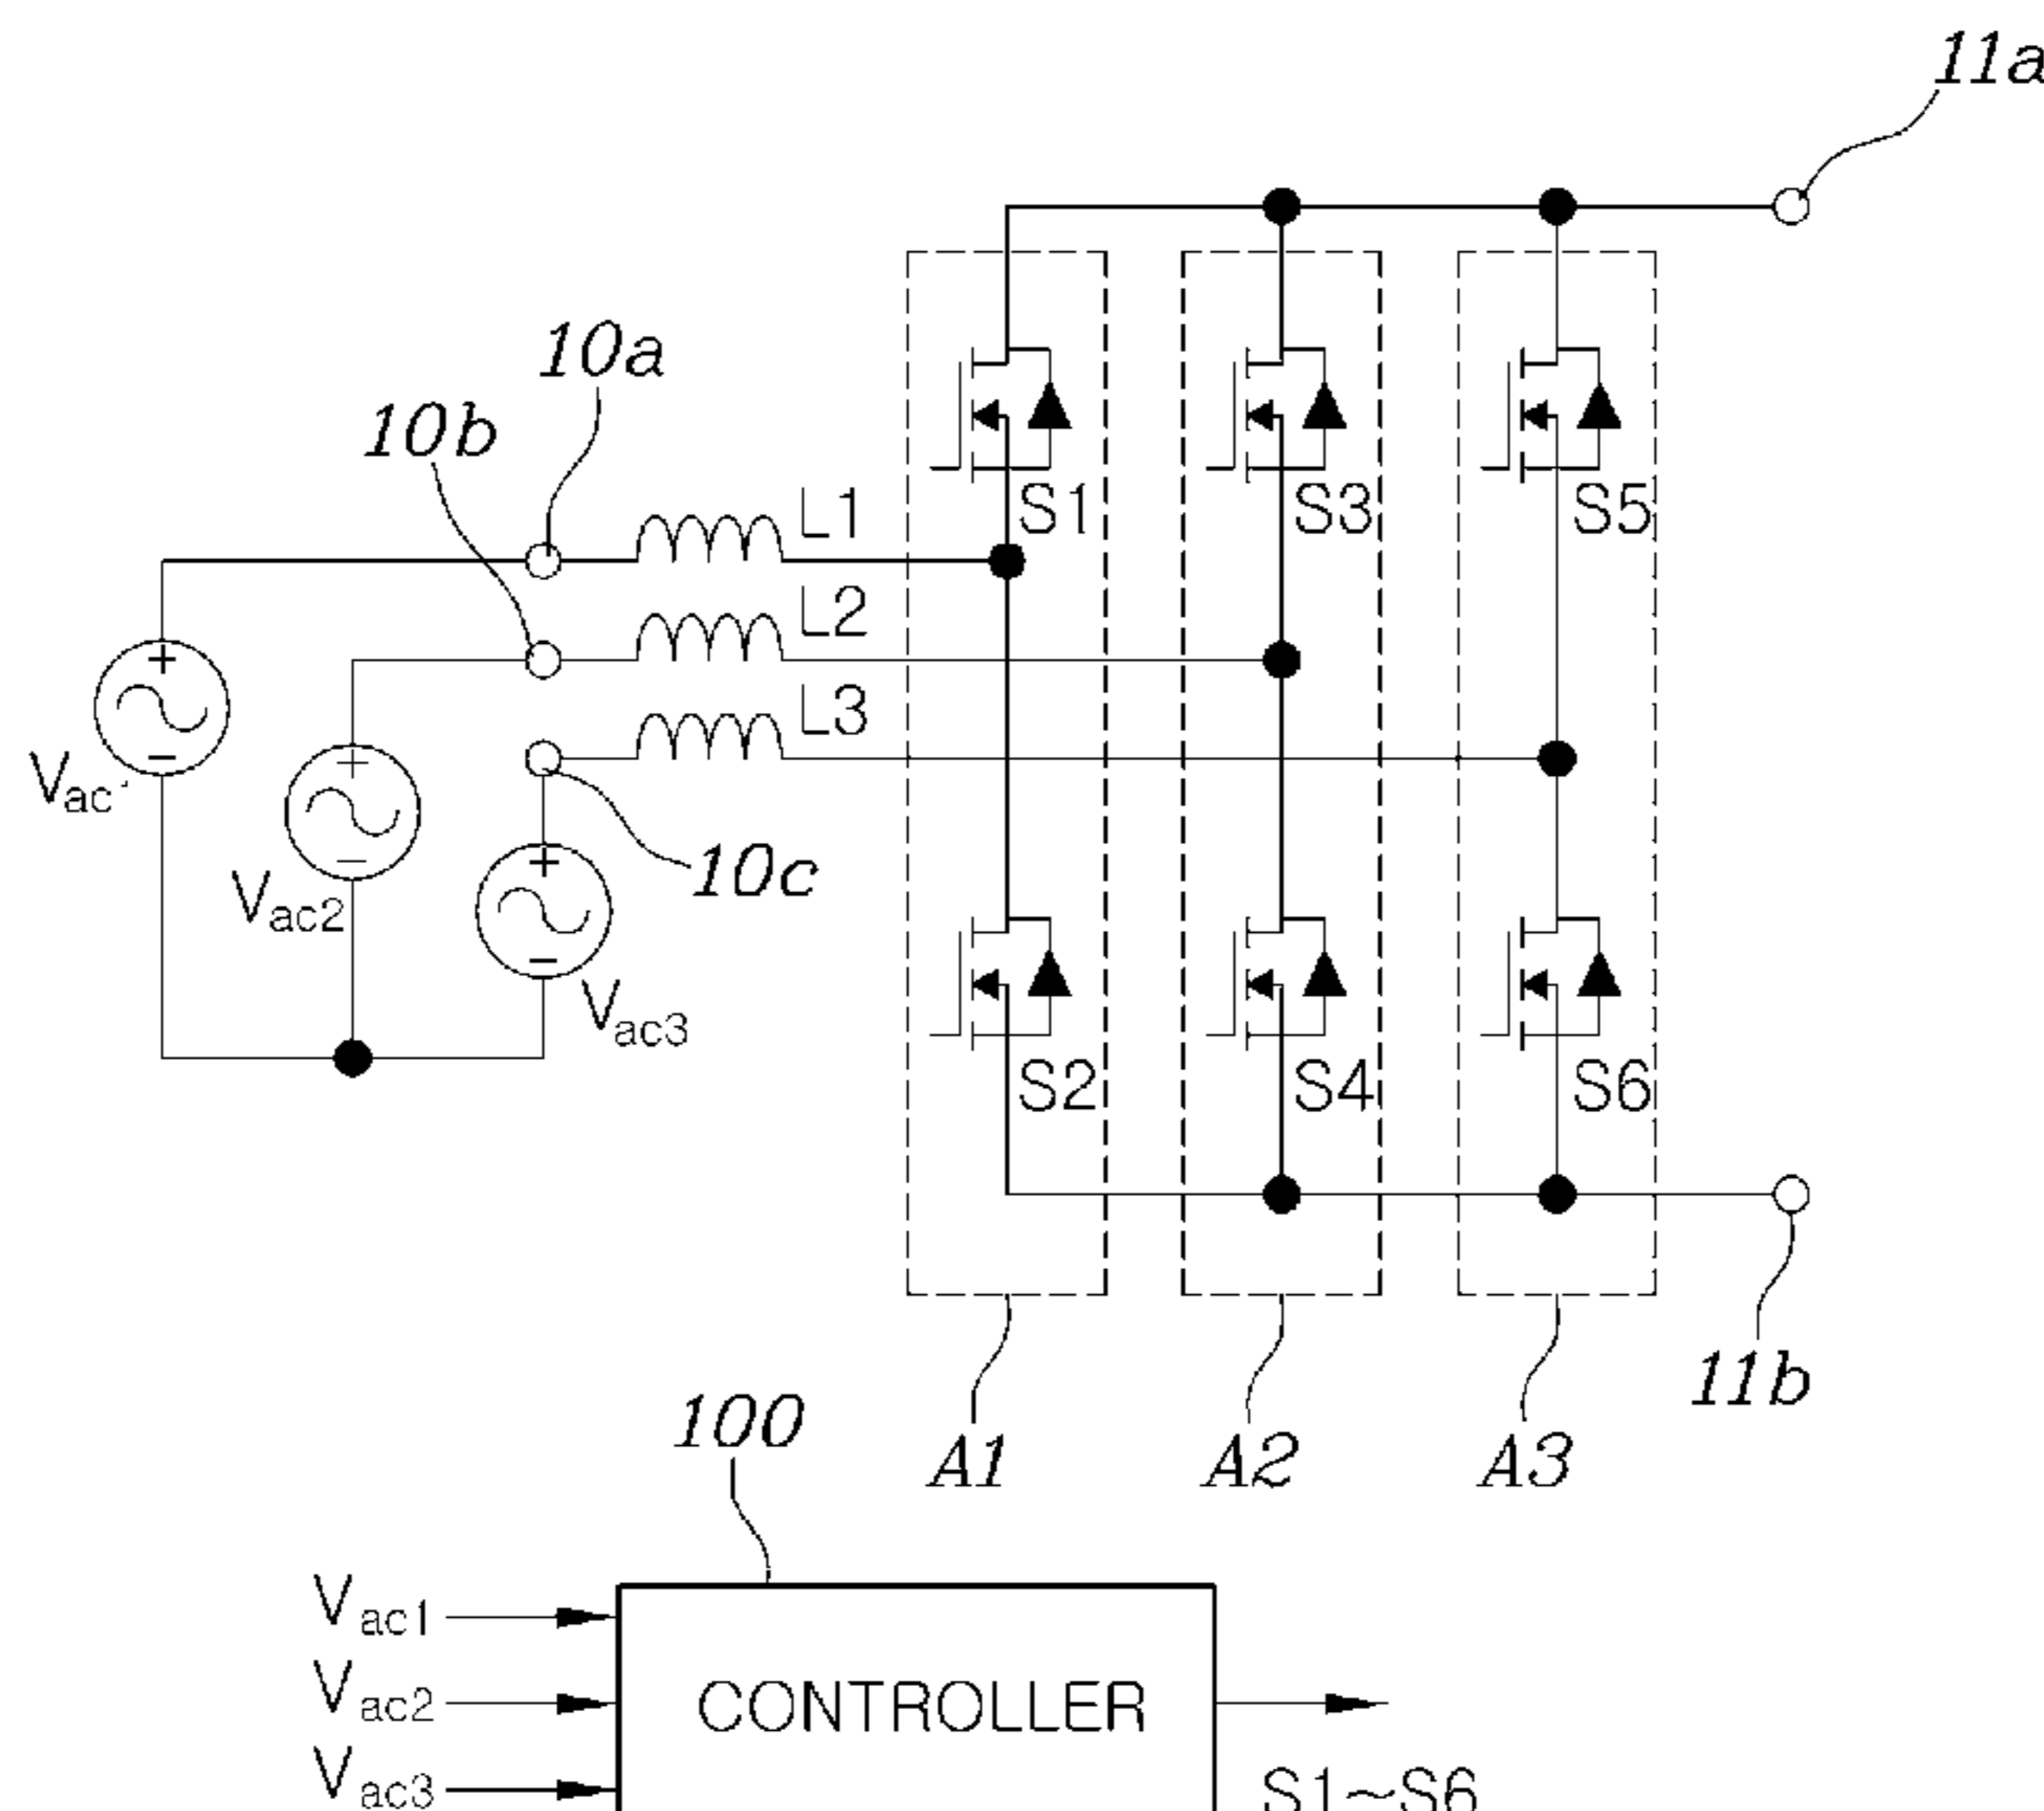 11a
10a
10b
L1
S1
S3
S5
L2
+
L3
Vac
+
10c
Vac2
+
Vac3
S2
S4
S6
11b
100
A1
A2
A3
Vac1
Vac2
CONTROLLER
Vac3
S1~S6